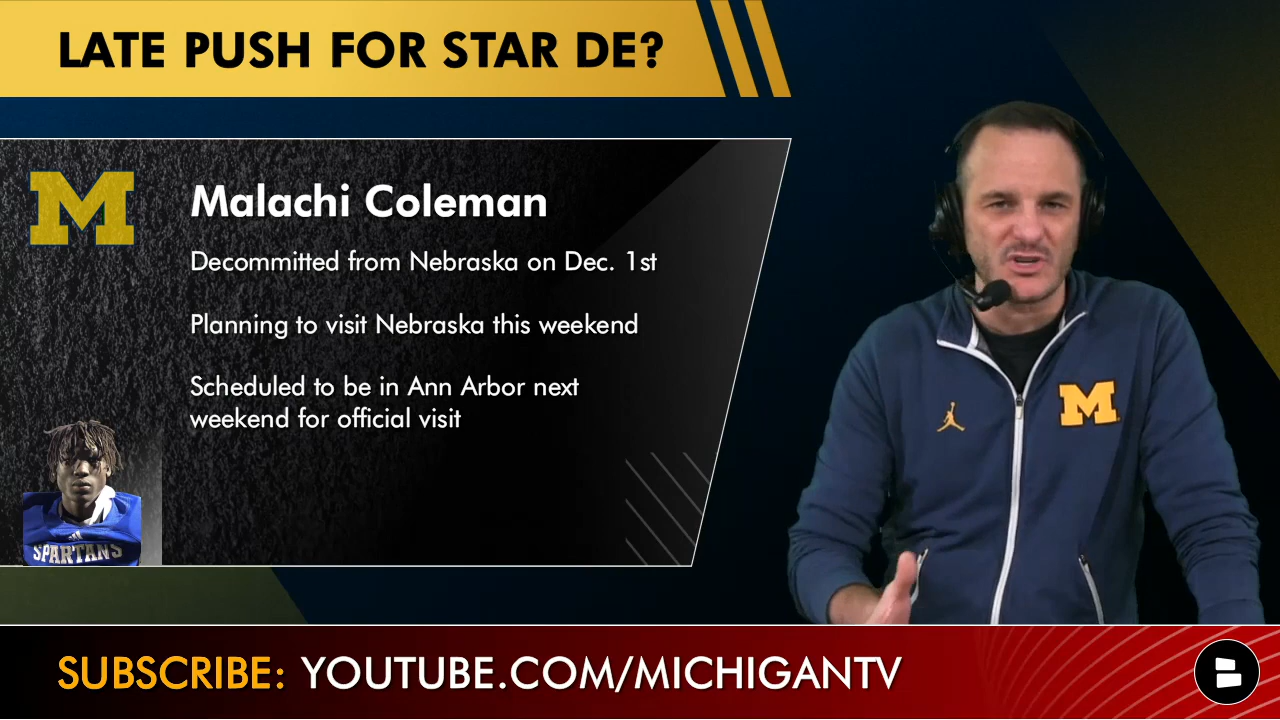 LATE PUSH FOR STAR DE?
M
Malachi Coleman
Decommitted from Nebraska on Dec. 1st
Planning to visit Nebraska this weekend
Scheduled to be in Ann Arbor next
weekend for official visit
M
SPARTANS
SUBSCRIBE: YOUTUBE.COM/MICHIGANTV